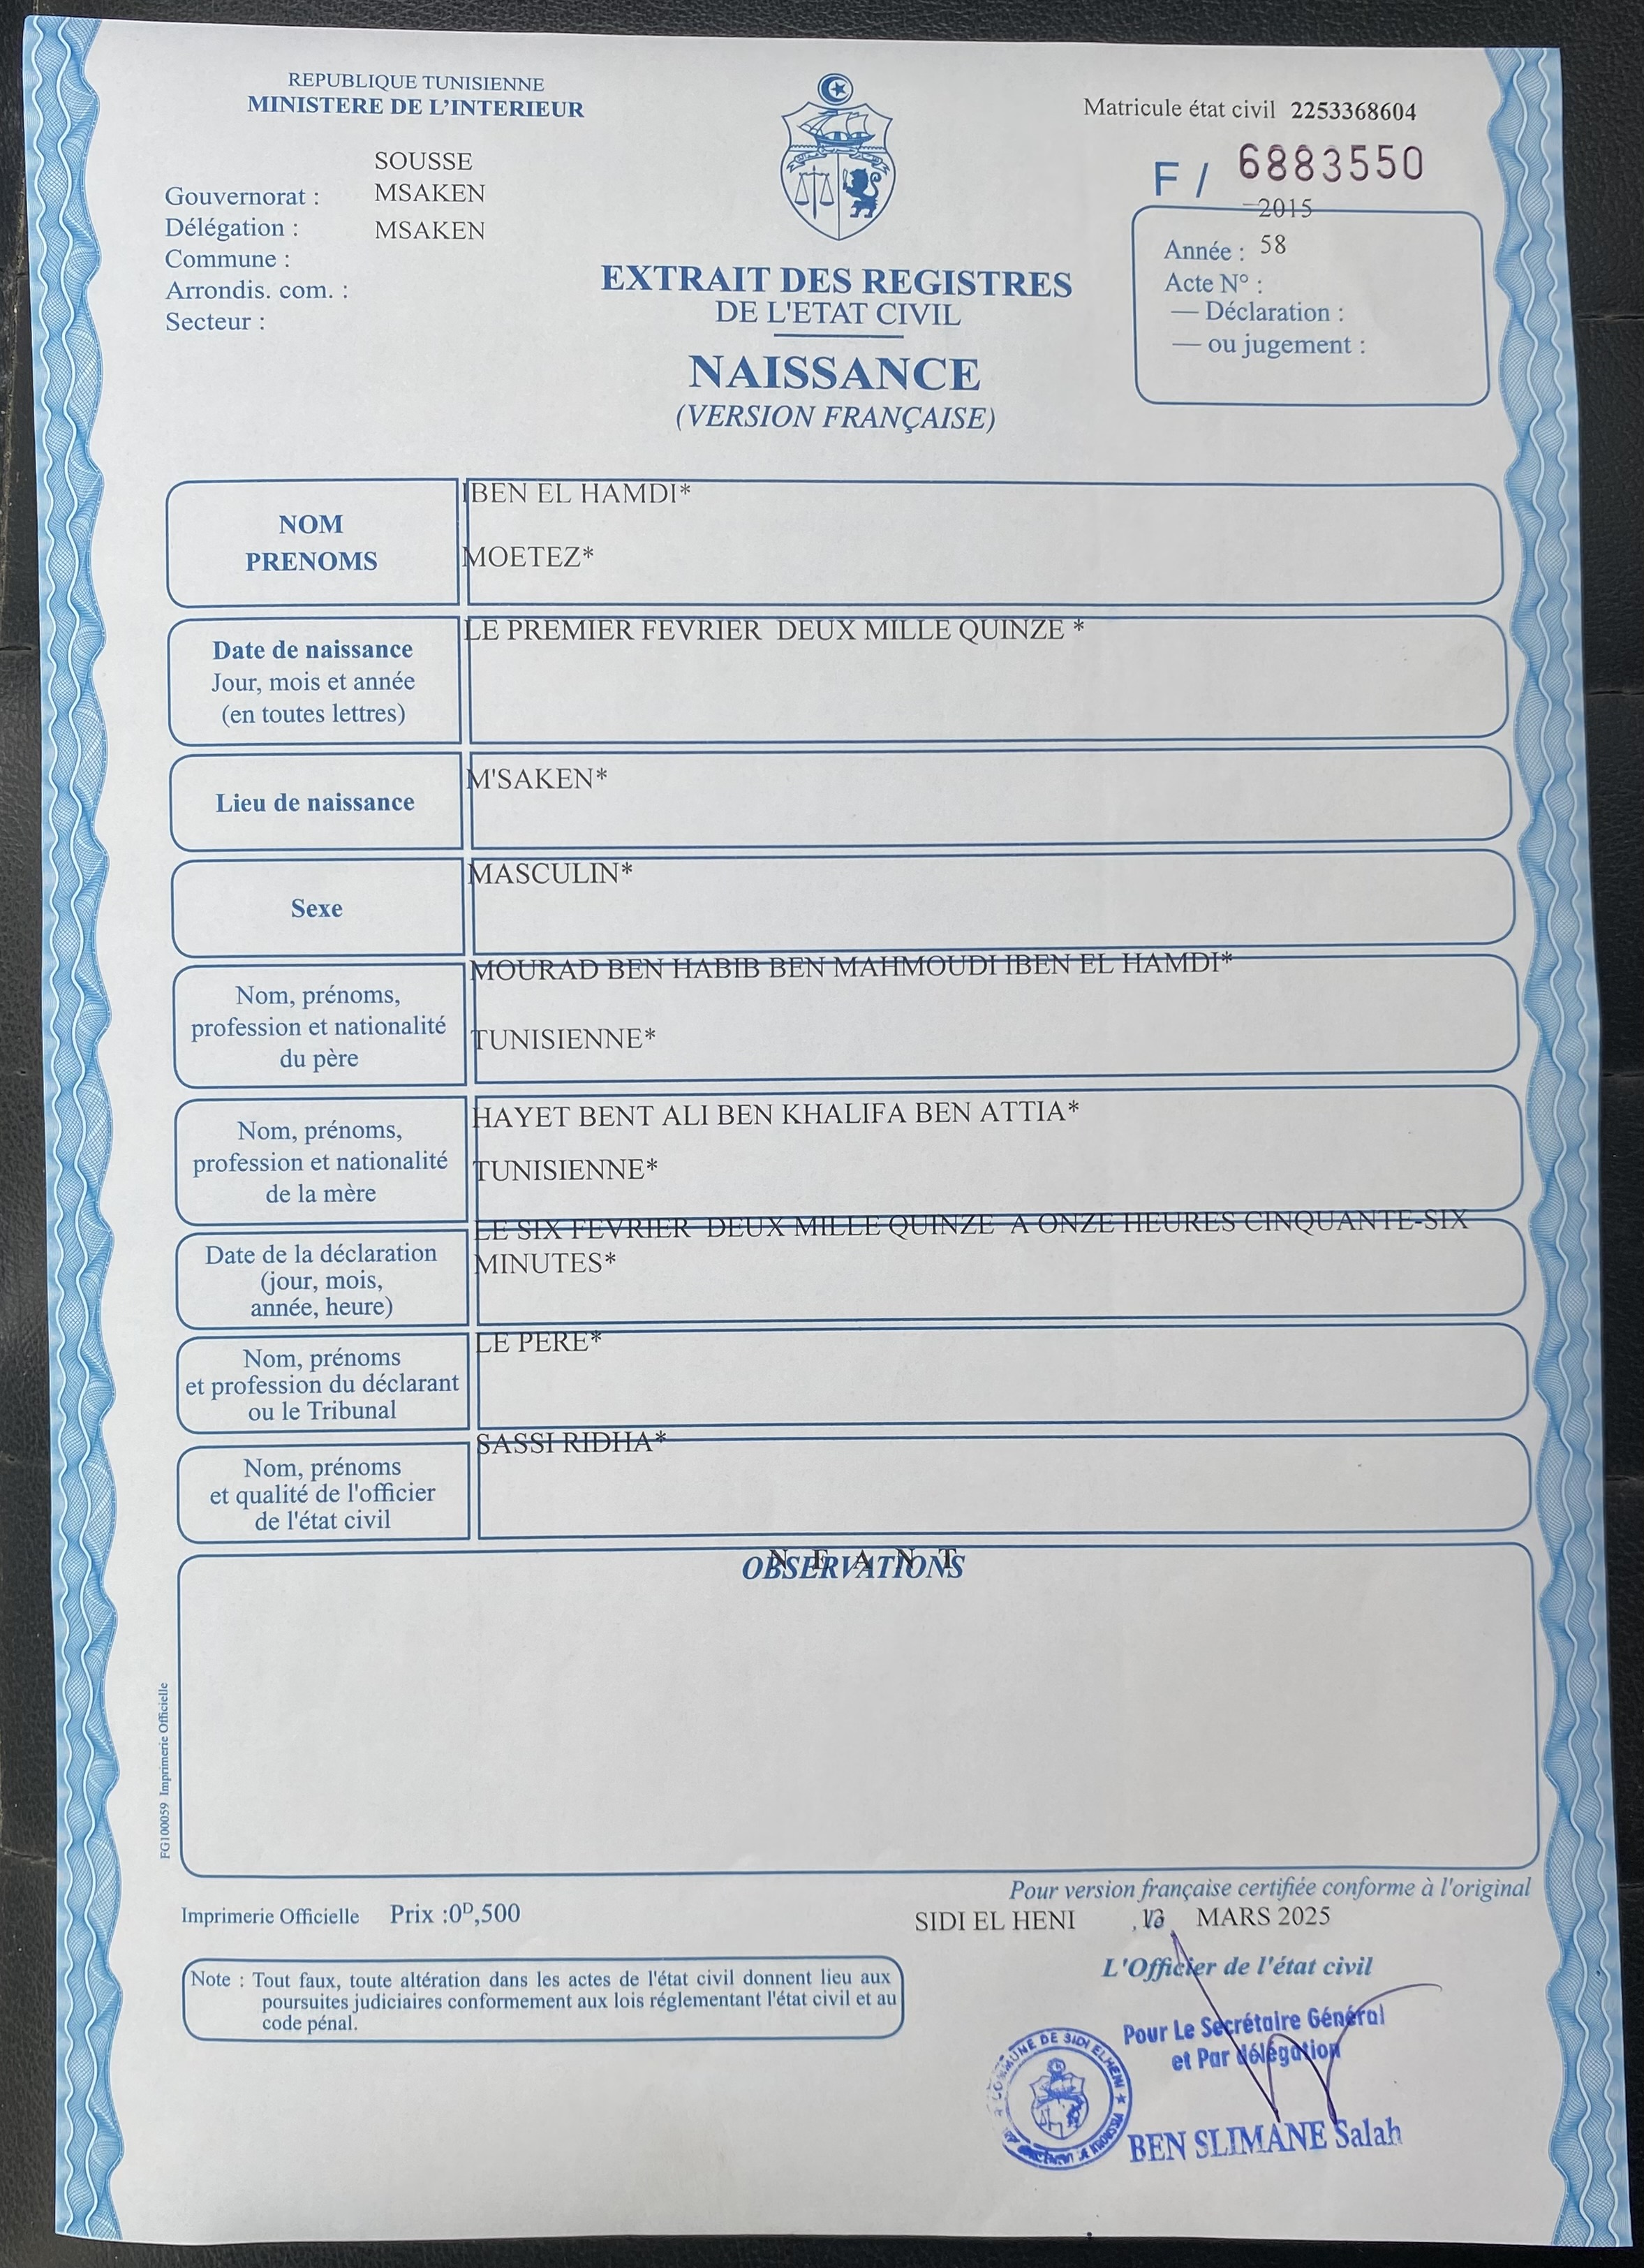 REPUBLIQUE TUNISIENNE
MINISTERE DE L'INTERIEUR
Matricule état civil 2253368604
F / 6883550
SOUSSE
Gouvernorat : MSAKEN
Délégation : MSAKEN
Commune :
Arrondis. com. :
Secteur :
2015
Année : 58
Acte N° :
— Déclaration :
— ou jugement :
EXTRAIT DES REGISTRES
DE L'ETAT CIVIL
NAISSANCE
(VERSION FRANÇAISE)
NOM
PRENOMS
IBEN EL HAMDI*
MOETEZ*
Date de naissance
Jour, mois et année
(en toutes lettres)
LE PREMIER FEVRIER DEUX MILLE QUINZE *
Lieu de naissance
M'SAKEN*
Sexe
MASCULIN*
Nom, prénoms,
profession et nationalité
du père
MOURAD BEN HABIB BEN MAHMOUDI IBEN EL HAMDI*
TUNISIENNE*
Nom, prénoms,
profession et nationalité
de la mère
HAYET BENT ALI BEN KHALIFA BEN ATTIA*
TUNISIENNE*
Date de la déclaration
(jour, mois,
année, heure)
LE SIX FEVRIER DEUX MILLE QUINZE A ONZE HEURES CINQUANTE-SIX
MINUTES*
Nom, prénoms
et profession du déclarant
ou le Tribunal
LE PERE*
Nom, prénoms
et qualité de l'officier
de l'état civil
SASSI RIDHA*
OBSERVATIONS
N E A N T
FG100059 Imprimerie Officielle
Pour version française certifiée conforme à l'original
Imprimerie Officielle Prix :0D,500
SIDI EL HENI , MARS 2025
L'Officier de l'état civil
Note : Tout faux, toute altération dans les actes de l'état civil donnent lieu aux
poursuites judiciaires conformement aux lois réglementant l'état civil et au
code pénal.
Pour Le Secrétaire Général
et Par délégation
COMMUNE DE SIDI ELHENI
BEN SLIMANE Salah